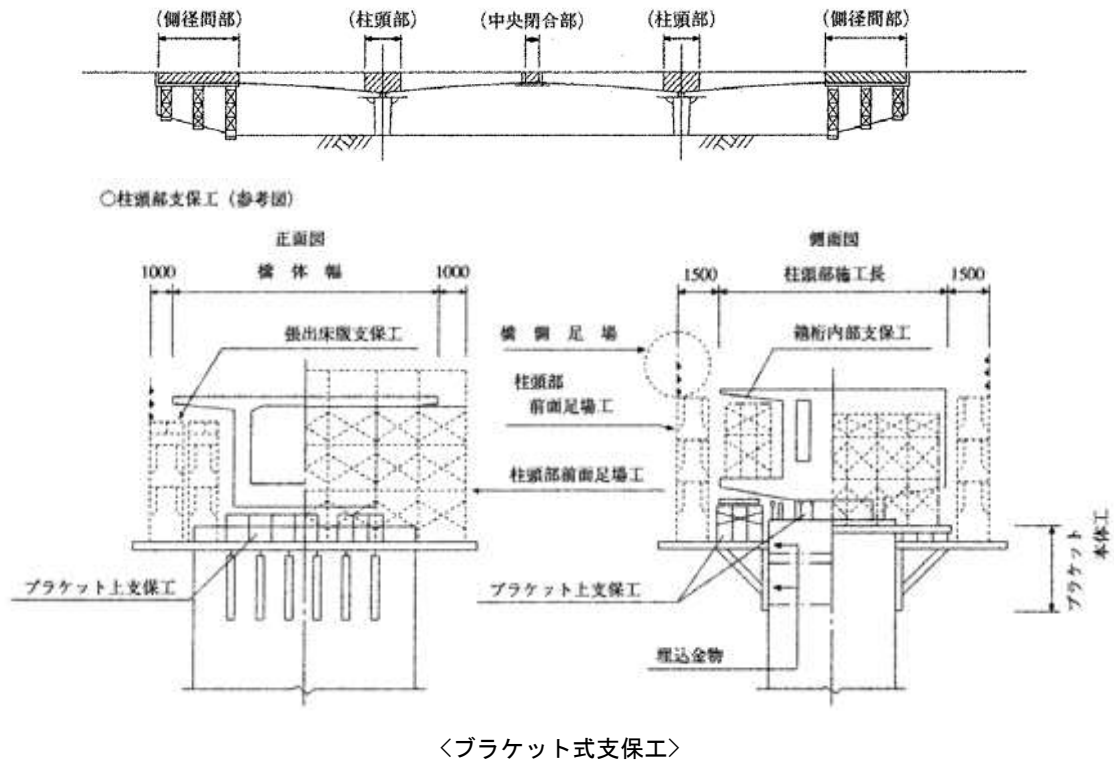 (側径間部) (柱頭部) (中央閉合部) (柱頭部) (側径間部)
○柱頭部支保工 (参考図)
正面図
1000 橋体幅 1000
張出床版支保工
ブラケット上支保工
橋側足場
柱頭部
前面足場工
柱頭部前面足場工
側面図
1500 柱頭部施工長 1500
箱桁内部支保工
ブラケット上支保工
埋込金物
ブラケット
本体工
<ブラケット式支保工>